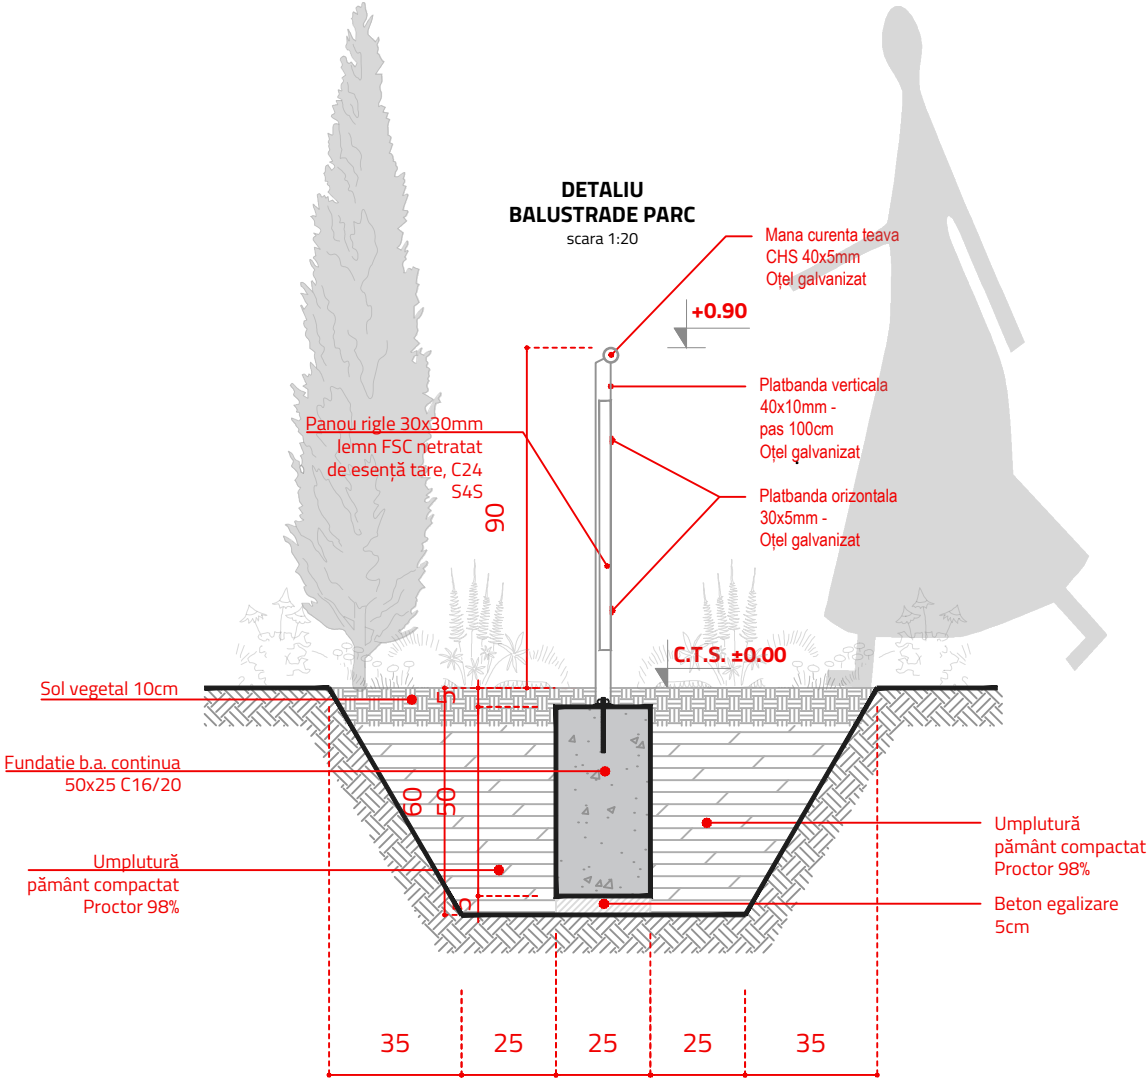 DETALIU
BALUSTRADE PARC
scara 1:20
Mana curenta teava
CHS 40x5mm
Oțel galvanizat
+0.90
Platbanda verticala
40x10mm -
pas 100cm
Oțel galvanizat
Panou rigle 30x30mm
lemn FSC netratat
de esență tare, C24
S4S
90
Platbanda orizontala
30x5mm -
Oțel galvanizat
C.T.S. ±0.00
Sol vegetal 10cm
5
Fundatie b.a. continua
50x25 C16/20
60
50
Umplutură
pământ compactat
Proctor 98%
Umplutură
pământ compactat
Proctor 98%
5
Beton egalizare
5cm
35
25
25
25
35